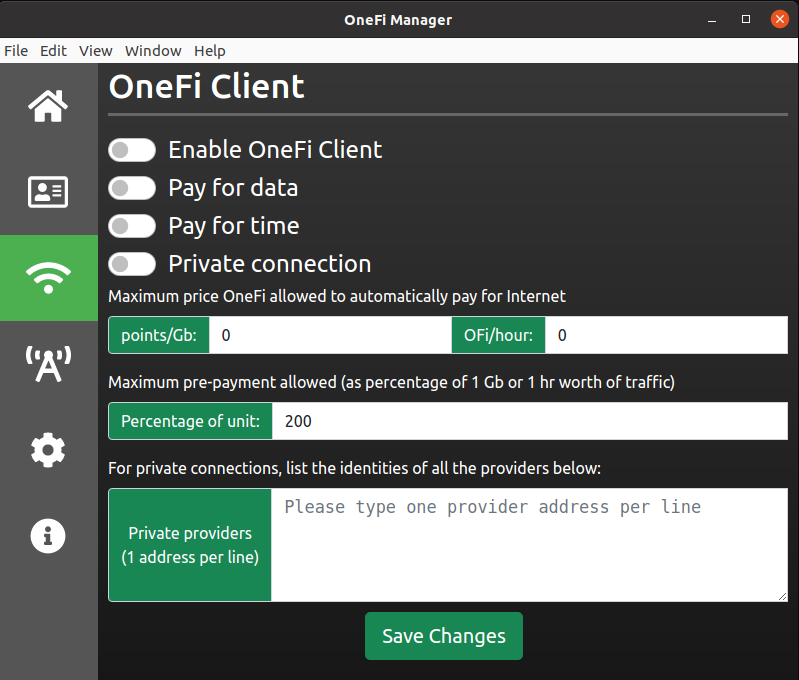 OneFi Manager
File Edit View Window Help
OneFi Client
Enable OneFi Client
Pay for data
Pay for time
Private connection
Maximum price OneFi allowed to automatically pay for Internet
points/Gb: 0 OFi/hour: 0
Maximum pre-payment allowed (as percentage of 1 Gb or 1 hr worth of traffic)
Percentage of unit: 200
For private connections, list the identities of all the providers below:
Please type one provider address per line
Private providers
(1 address per line)
Save Changes